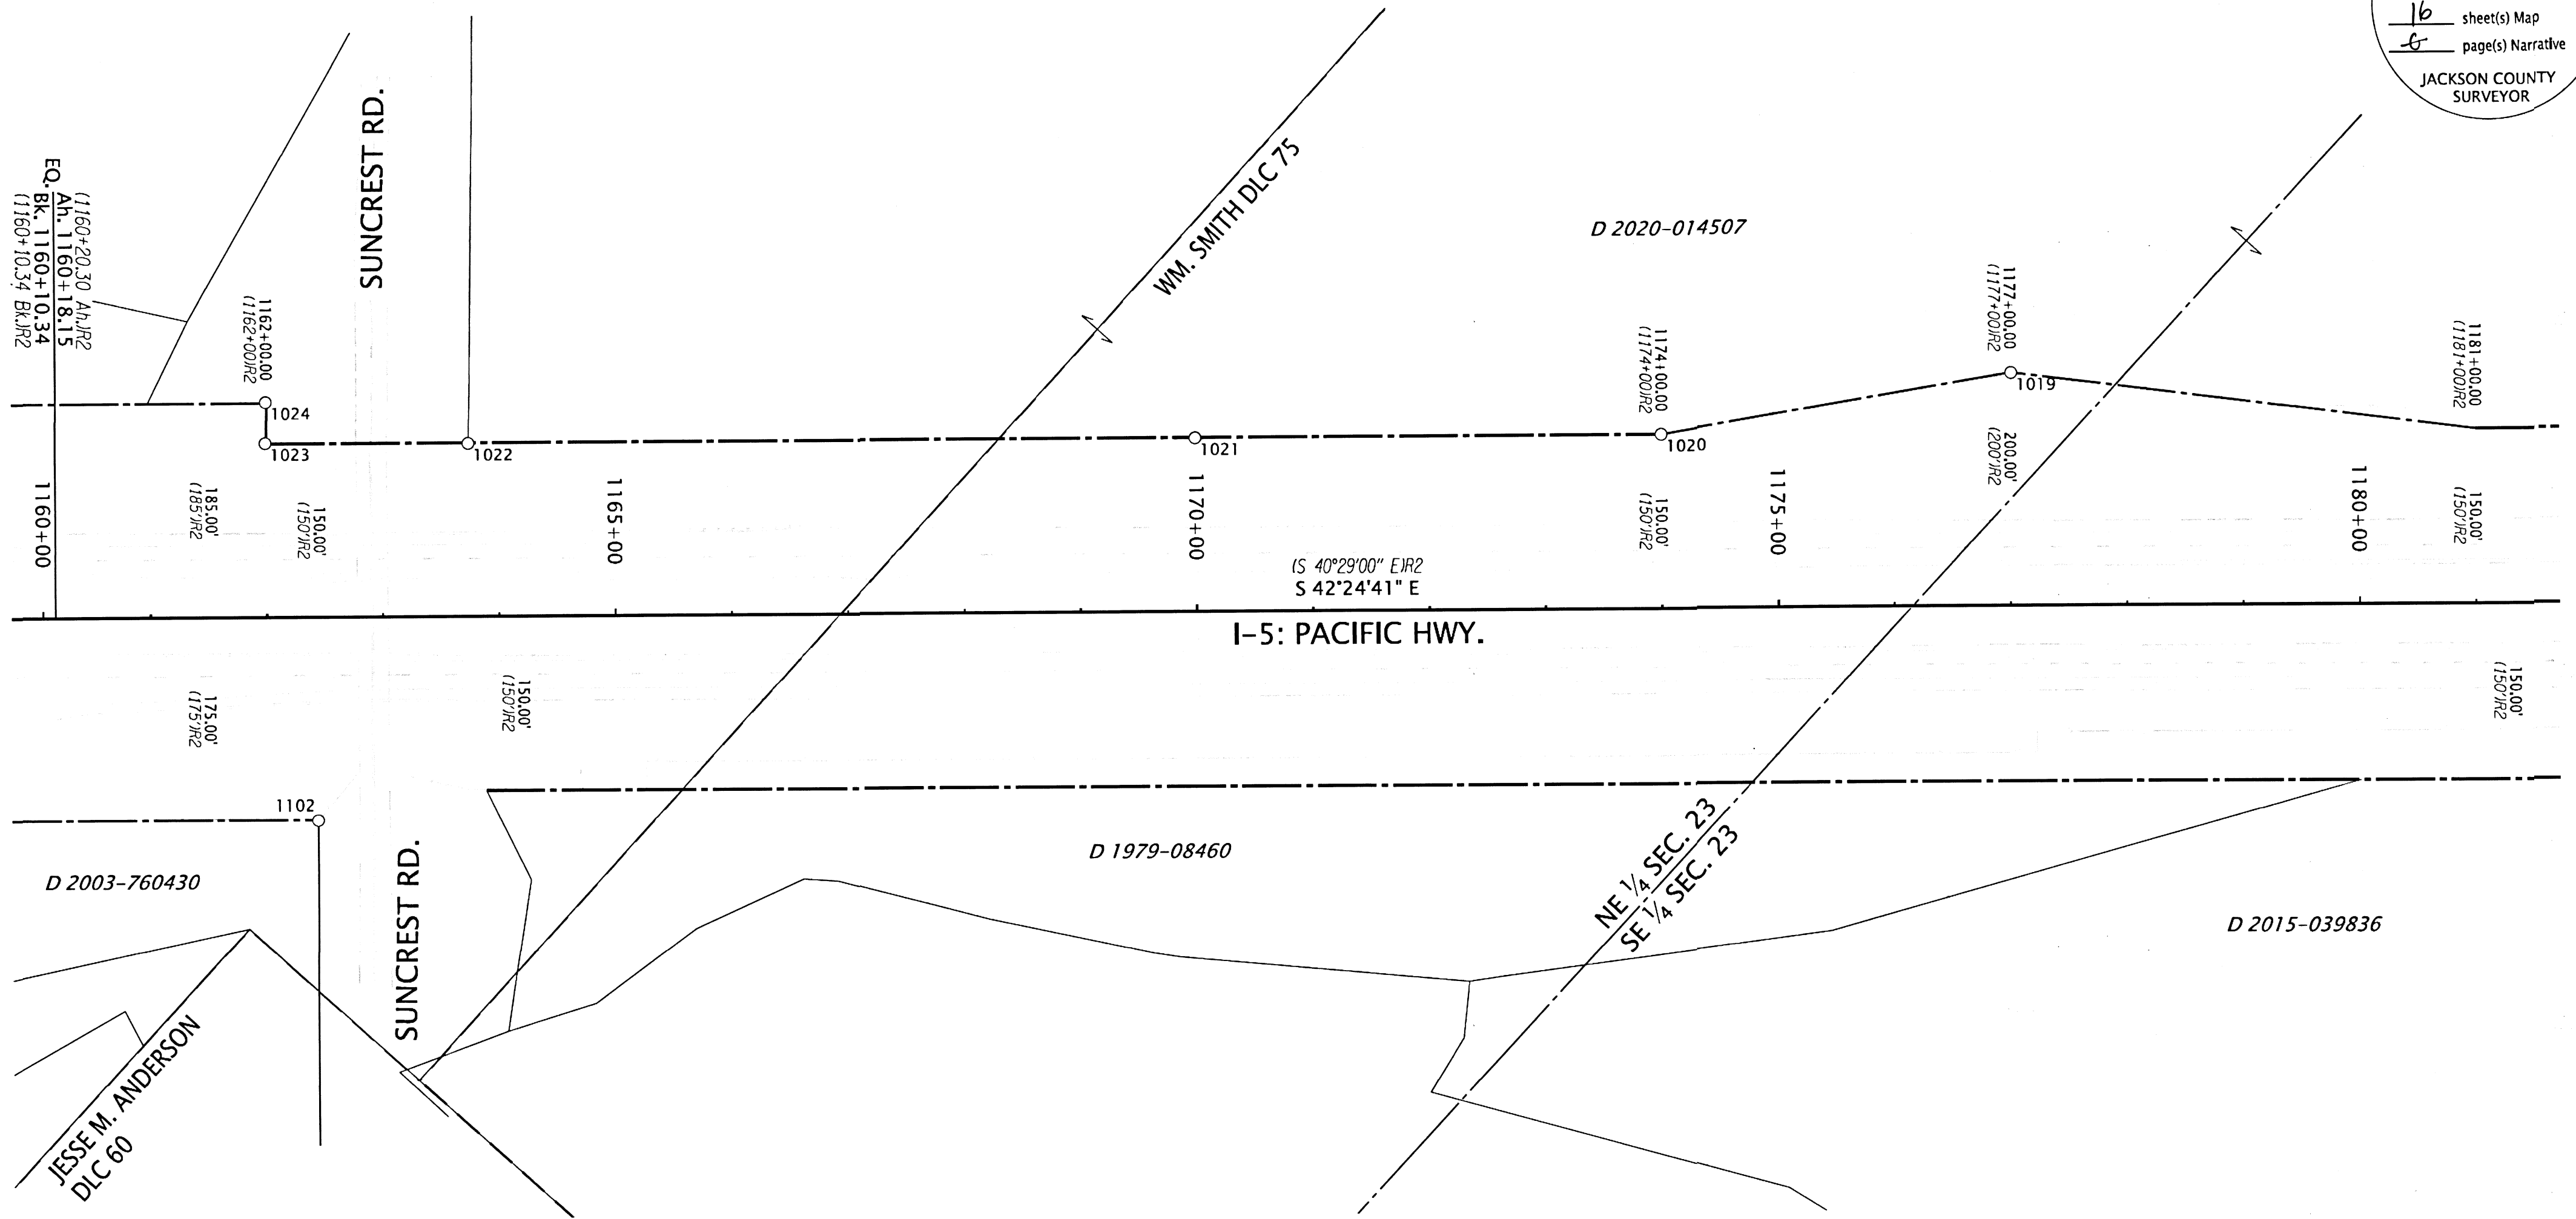 16 sheet(s) Map
6 page(s) Narrative
JACKSON COUNTY
SURVEYOR
SUNCREST RD.
(1160+20.30 Ah.)R2
EQ. Ah. 1160+18.15
Bk. 1160+10.34
(1160+10.34 Bk.)R2
1162+00.00
(1162+00)R2
WM. SMITH DLC 75
D 2020-014507
1174+00.00
(1174+00)R2
1177+00.00
(1177+00)R2
1181+00.00
(1181+00)R2
1024
1023
1022
1021
1020
1019
1160+00
185.00'
(185')R2
150.00'
(150')R2
1165+00
1170+00
150.00'
(150')R2
1175+00
200.00'
(200')R2
1180+00
150.00'
(150')R2
(S 40°29'00" E)R2
S 42°24'41" E
I-5: PACIFIC HWY.
175.00'
(175')R2
150.00'
(150')R2
150.00'
(150')R2
1102
D 2003-760430
SUNCREST RD.
D 1979-08460
NE 1/4 SEC. 23
SE 1/4 SEC. 23
D 2015-039836
JESSE M. ANDERSON
DLC 60